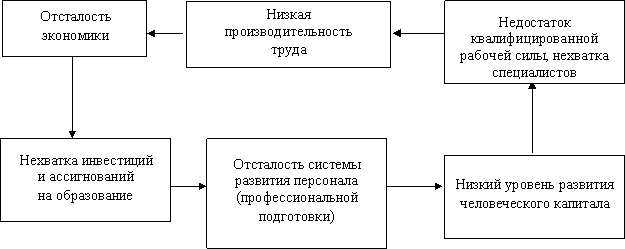 Отсталость
экономики
Низкая
производительность
труда
Недостаток
квалифицированной
рабочей силы, нехватка
специалистов
Нехватка инвестиций
и ассигнований
на образование
Отсталость системы
развития персонала
(профессиональной
подготовки)
Низкий уровень развития
человеческого капитала